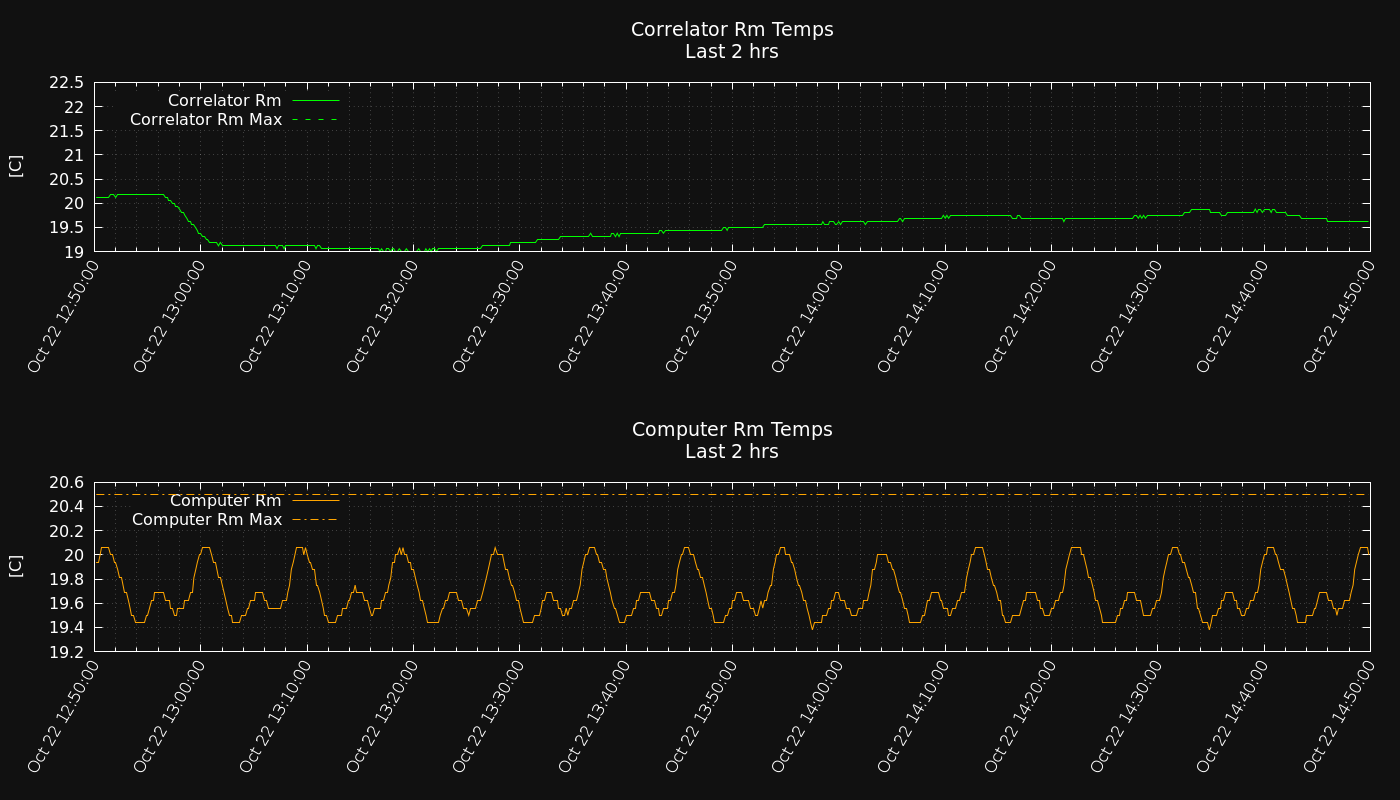 Correlator Rm Temps
Last 2 hrs
22.5
22
21.5
21
20.5
20
19.5
19
[C]
Correlator Rm
Correlator Rm Max
Oct 22 12:50:00
Oct 22 13:00:00
Oct 22 13:10:00
Oct 22 13:20:00
Oct 22 13:30:00
Oct 22 13:40:00
Oct 22 13:50:00
Oct 22 14:00:00
Oct 22 14:10:00
Oct 22 14:20:00
Oct 22 14:30:00
Oct 22 14:40:00
Oct 22 14:50:00
Computer Rm Temps
Last 2 hrs
20.6
20.4
20.2
20
19.8
19.6
19.4
19.2
[C]
Computer Rm
Computer Rm Max
Oct 22 12:50:00
Oct 22 13:00:00
Oct 22 13:10:00
Oct 22 13:20:00
Oct 22 13:30:00
Oct 22 13:40:00
Oct 22 13:50:00
Oct 22 14:00:00
Oct 22 14:10:00
Oct 22 14:20:00
Oct 22 14:30:00
Oct 22 14:40:00
Oct 22 14:50:00